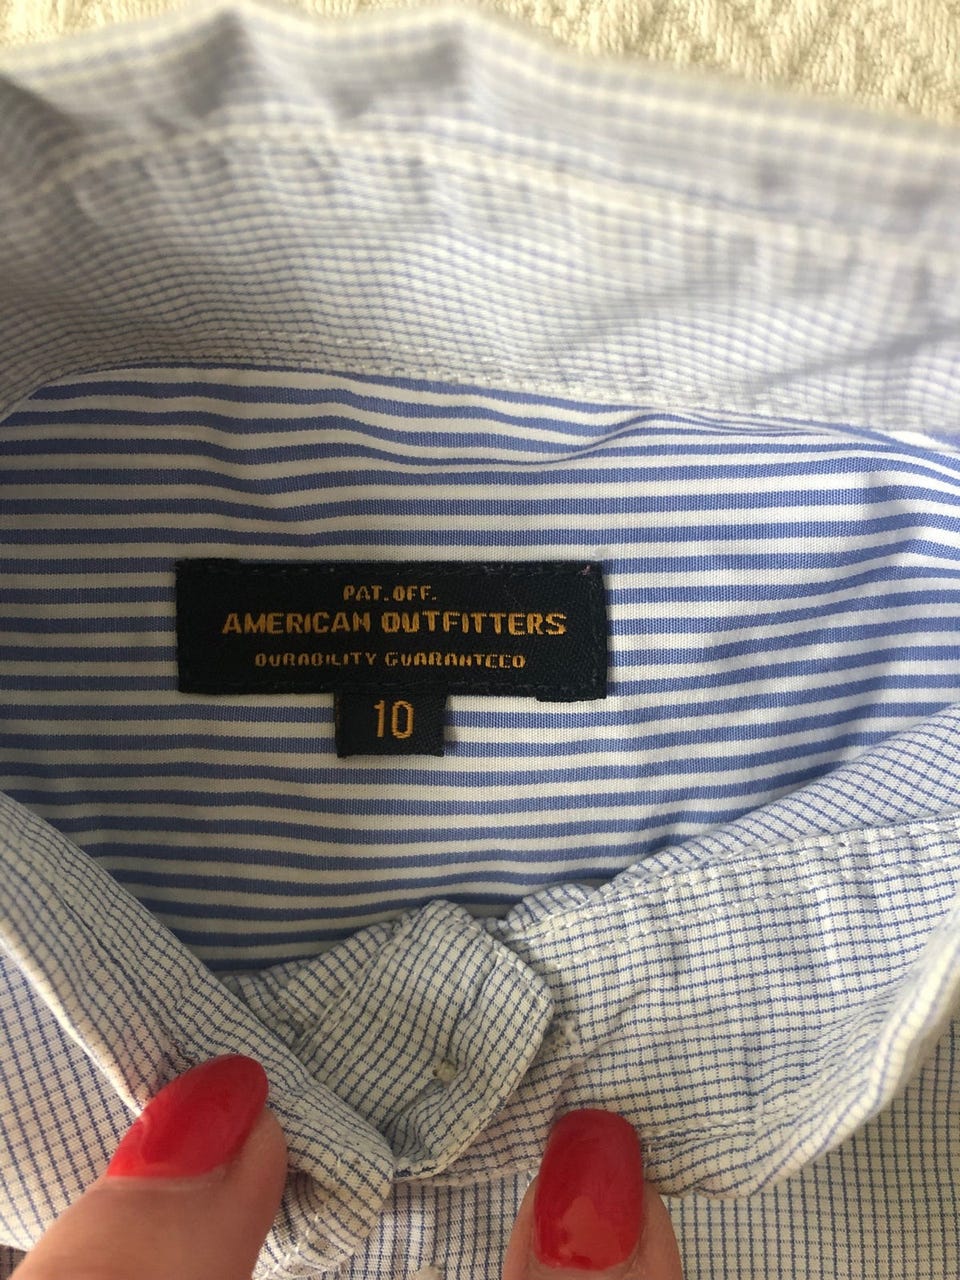 PAT. OFF.
AMERICAN OUTFITTERS
DURABILITY GUARANTEED
10